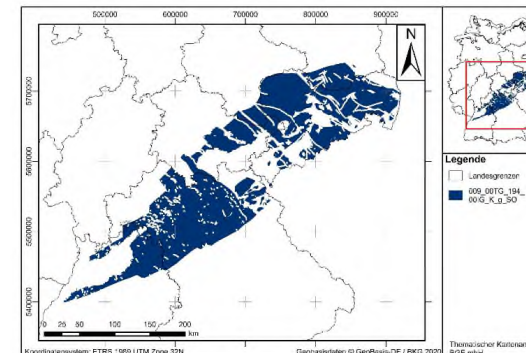 500000 600000 700000 800000 900000
N
5700000
5600000
5500000
5400000
0 25 50 100 150 200
km
Koordinatensystem: ETRS 1989 UTM Zone 32N
Geobasisdaten © GeoBasis-DE / BKG 2020
Legende
Landesgrenzen
009_00TG_194_
00IG_K_g_SO
Thematischer Kartenan
BGE mbH